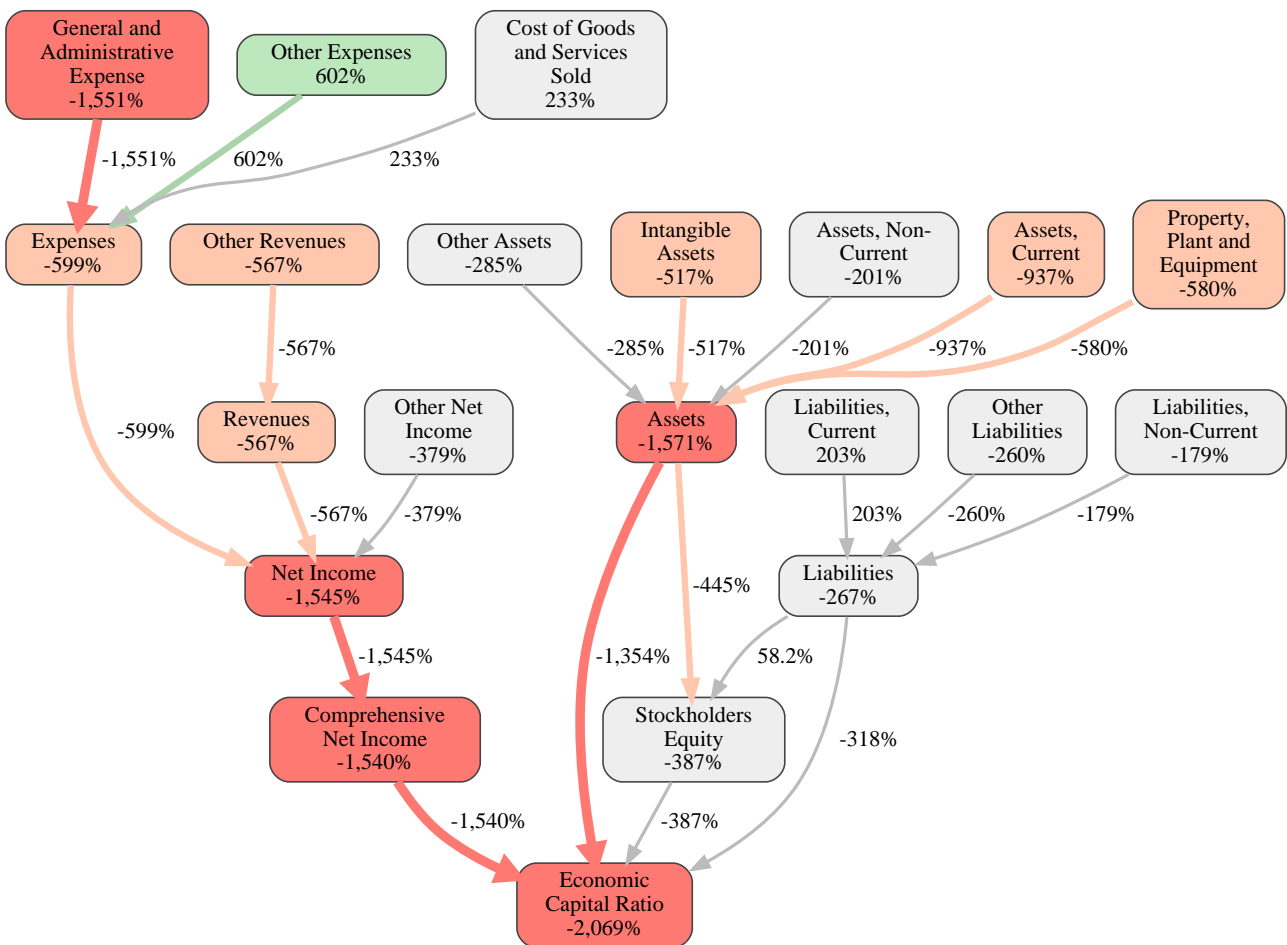 General and
Administrative
Expense
-1,551%
Other Expenses
602%
Cost of Goods
and Services
Sold
233%
-1,551%
602%
233%
Expenses
-599%
Other Revenues
-567%
Other Assets
-285%
Intangible
Assets
-517%
Assets, Non-
Current
-201%
Assets,
Current
-937%
Property,
Plant and
Equipment
-580%
-567%
-285%
-517%
-201%
-937%
-580%
-599%
Revenues
-567%
Other Net
Income
-379%
Assets
-1,571%
Liabilities,
Current
203%
Other
Liabilities
-260%
Liabilities,
Non-Current
-179%
-567%
-379%
203%
-260%
-179%
Net Income
-1,545%
-445%
Liabilities
-267%
-1,545%
-1,354%
58.2%
Comprehensive
Net Income
-1,540%
Stockholders
Equity
-387%
-318%
-1,540%
-387%
Economic
Capital Ratio
-2,069%